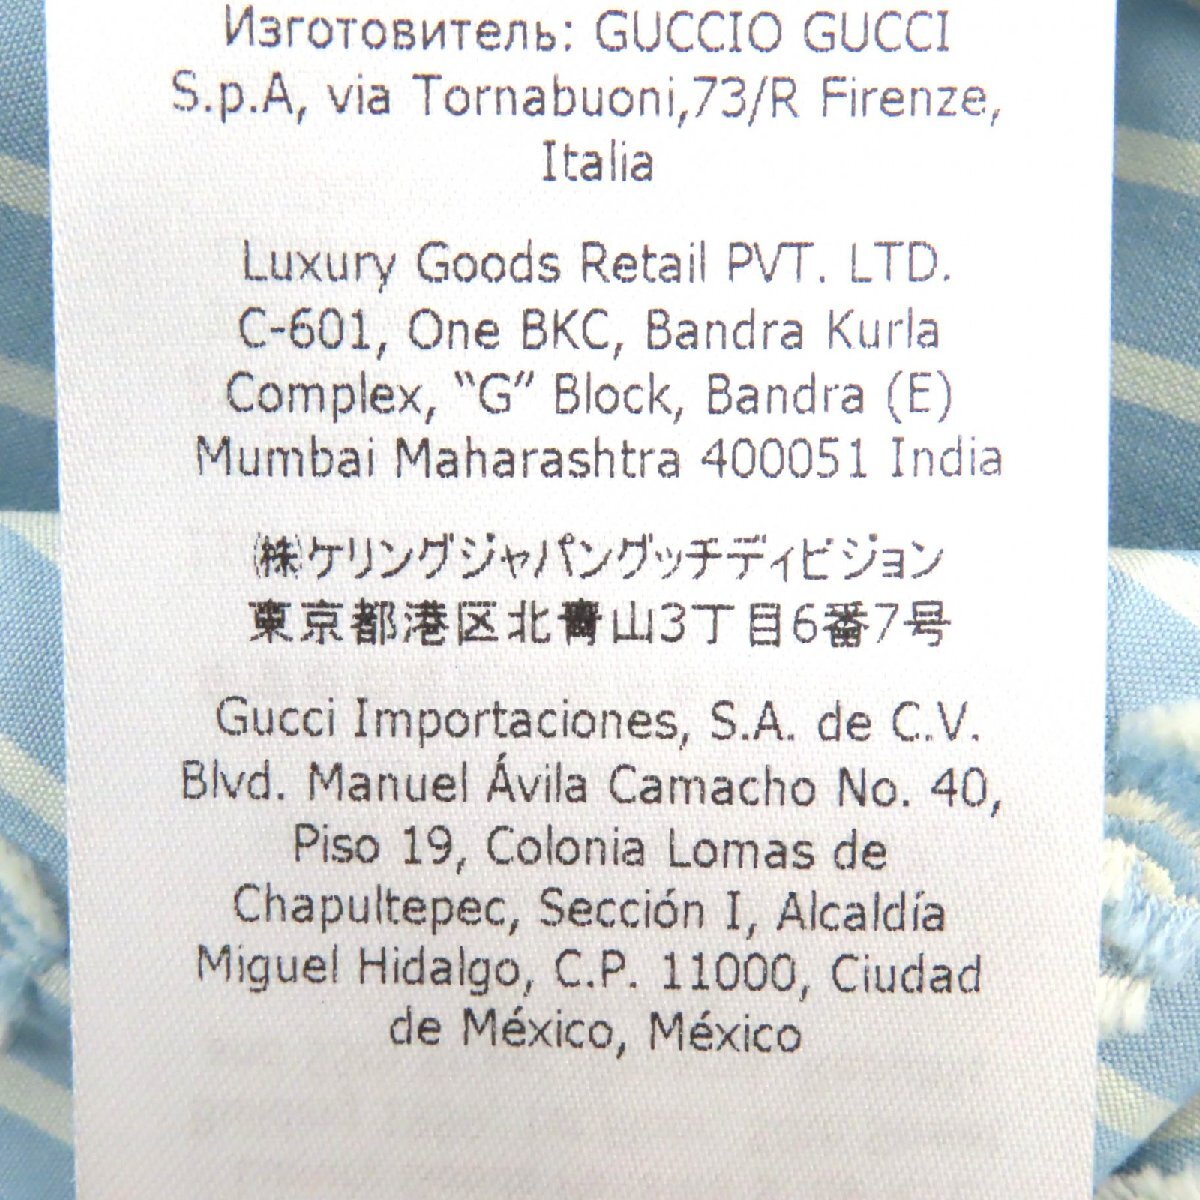 Изготовитель: GUCCIO GUCCI
S.p.A, via Tornabuoni,73/R Firenze,
Italia
Luxury Goods Retail PVT. LTD.
C-601, One BKC, Bandra Kurla
Complex, “G” Block, Bandra (E)
Mumbai Maharashtra 400051 India
㈱ケリングジャパングッチディビジョン
東京都港区北青山3丁目6番7号
Gucci Importaciones, S.A. de C.V.
Blvd. Manuel Ávila Camacho No. 40,
Piso 19, Colonia Lomas de
Chapultepec, Sección I, Alcaldía
Miguel Hidalgo, C.P. 11000, Ciudad
de México, México